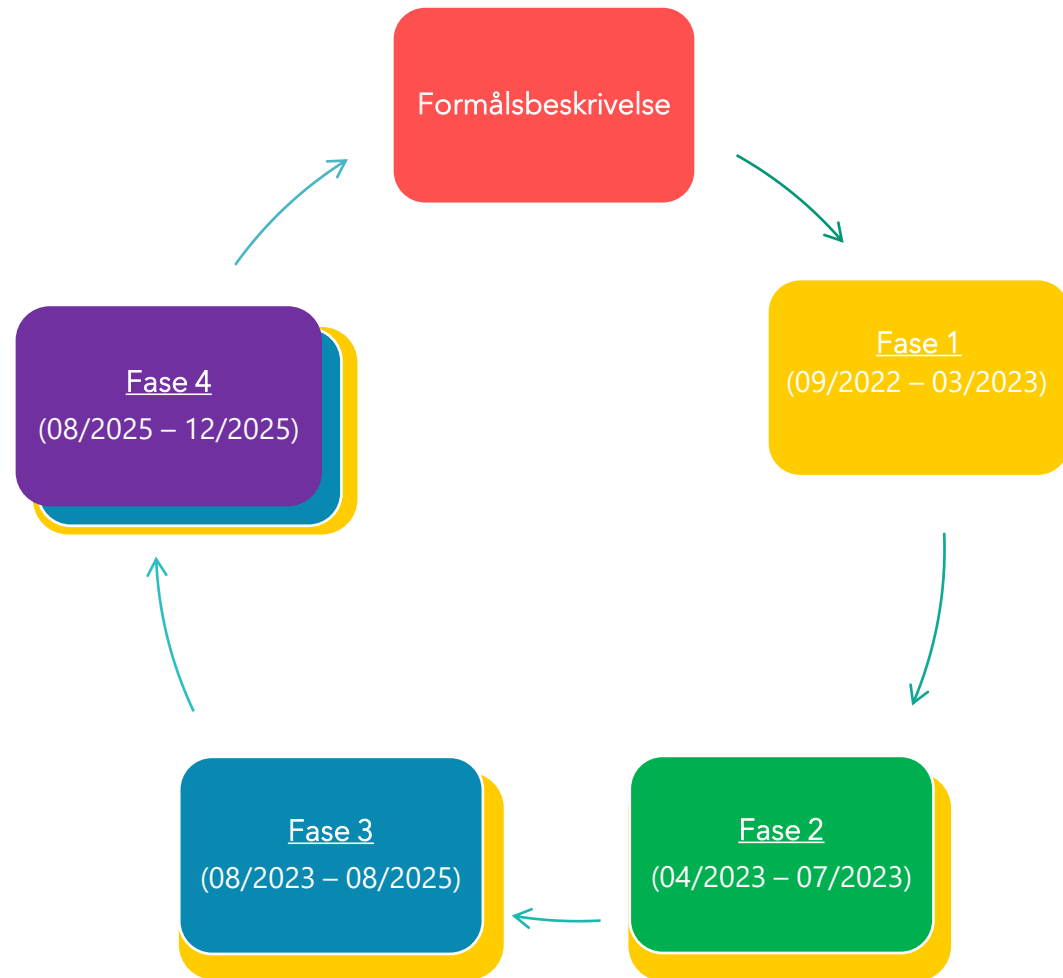 Formålsbeskrivelse
Fase 1
(09/2022 – 03/2023)
Fase 2
(04/2023 – 07/2023)
Fase 3
(08/2023 – 08/2025)
Fase 4
(08/2025 – 12/2025)